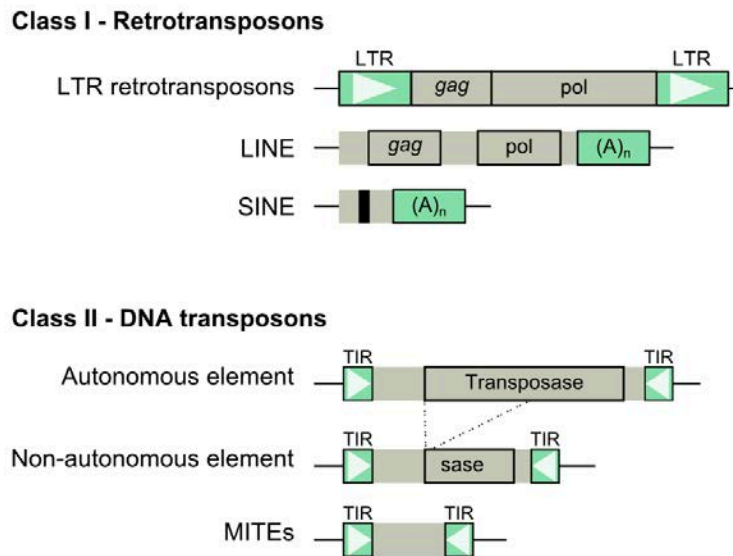 Class I - Retrotransposons
LTR LTR
LTR retrotransposons gag pol
LINE gag pol (A)n
SINE (A)n
Class II - DNA transposons
TIR TIR
Autonomous element Transposase
TIR TIR
Non-autonomous element sase
TIR TIR
MITEs